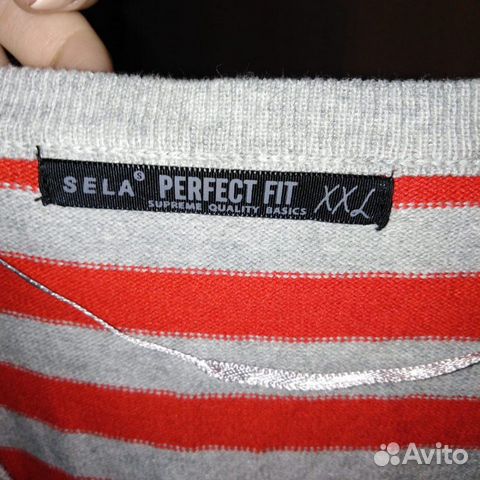 SELA S PERFECT FIT XXL
SUPREME QUALITY BASICS
Avito